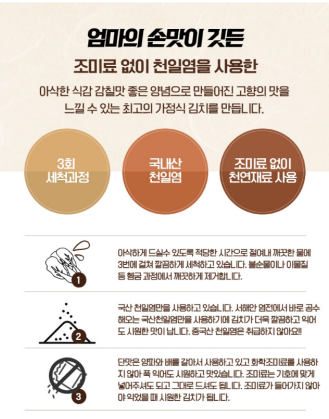 엄마의 손맛이 깃든
조미료 없이 천일염을 사용한
아삭한 식감 감칠맛 좋은 양념으로 만들어진 고향의 맛을
느낄 수 있는 최고의 가정식 김치를 만듭니다.
3회
세척과정
국내산
천일염
조미료 없이
천연재료 사용
아삭하게 드실수 있도록 적당한 시간으로 절여내 깨끗한 물에
3번에 걸쳐 깔끔하게 세척하고 있습니다. 불순물이나 이물질
등 헹굼 과정에서 깨끗하게 제거합니다.
1
국산 천일염만을 사용하고 있습니다. 서해안 염전에서 바로 공수
해오는 국산천일염만을 사용하기에 김치가 더욱 깔끔하고 익어
도 시원한 맛이 납니다. 중국산 천일염은 취급하지 않아요!!
2
단맛은 양파와 배를 갈아서 사용하고 있고 화학조미료를 사용하
지 않아 푹 익어도 시원하고 맛있습니다. 조미료는 기호에 맞게
넣어주셔도 되고 그대로 드셔도 됩니다. 조미료가 들어가지 않아
야 익었을 때 시원한 김치가 됩니다.
3